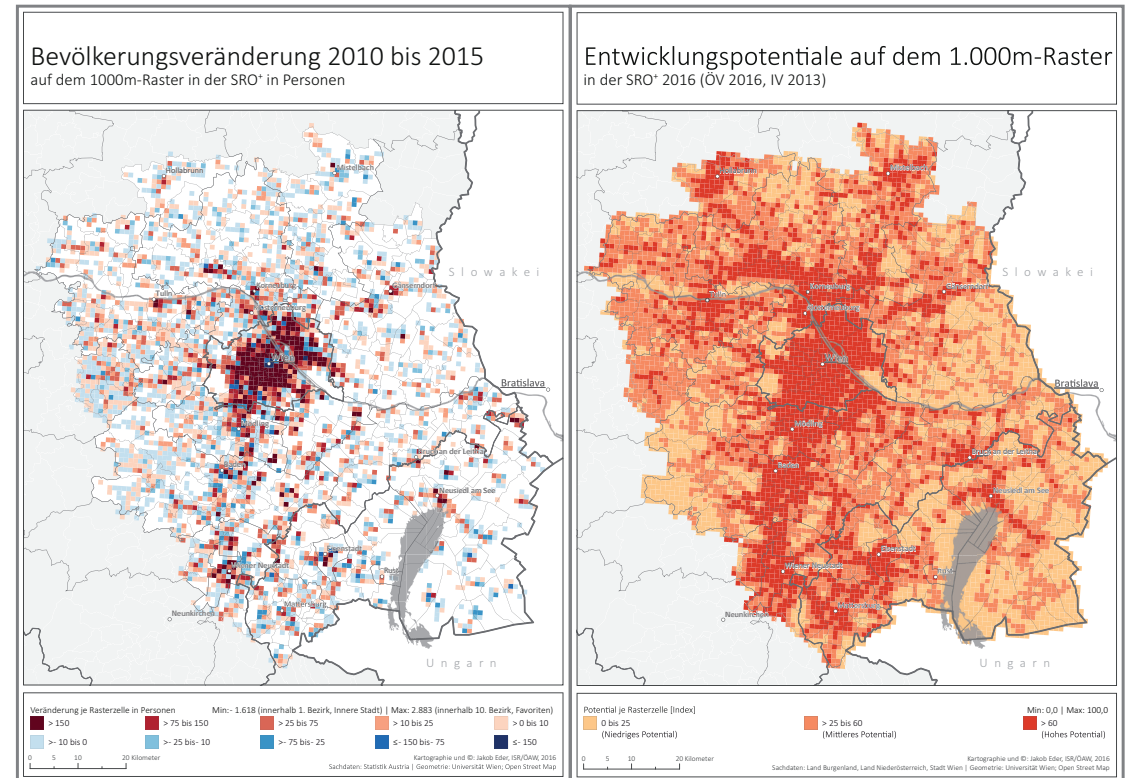 Bevölkerungsveränderung 2010 bis 2015
auf dem 1000m-Raster in der SRO⁺ in Personen
Hollabrunn
Mistelbach
Slowakei
Korneuburg
Gänserndorf
Tulln
Wien
Bratislava
Mödling
Bruck an der Leitha
Baden
Neusiedl am See
Eisenstadt
Wiener Neustadt
Rust
Mattersburg
Neunkirchen
Ungarn
Veränderung je Rasterzelle in Personen
Min:- 1.618 (innerhalb 1. Bezirk, Innere Stadt) | Max: 2.883 (innerhalb 10. Bezirk, Favoriten)
> 150
> 75 bis 150
> 25 bis 75
> 10 bis 25
> 0 bis 10
>- 10 bis 0
>- 25 bis- 10
>- 75 bis- 25
≤- 150 bis- 75
≤- 150
0 5 10 20 Kilometer
Kartographie und ©: Jakob Eder, ISR/ÖAW, 2016
Sachdaten: Statistik Austria | Geometrie: Universität Wien; Open Street Map
Entwicklungspotentiale auf dem 1.000m-Raster
in der SRO⁺ 2016 (ÖV 2016, IV 2013)
Slowakei
Korneuburg
Gänserndorf
Tulln
Wien
Bratislava
Mödling
Baden
Bruck an der Leitha
Neusiedl am See
Eisenstadt
Wiener Neustadt
Neunkirchen
Ungarn
Potential je Rasterzelle [Index]
Min: 0,0 | Max: 100,0
0 bis 25
(Niedriges Potential)
> 25 bis 60
(Mittleres Potential)
> 60
(Hohes Potential)
0 5 10 20 Kilometer
Kartographie und ©: Jakob Eder, ISR/ÖAW, 2016
Sachdaten: Land Burgenland, Land Niederösterreich, Stadt Wien | Geometrie: Universität Wien; Open Street Map